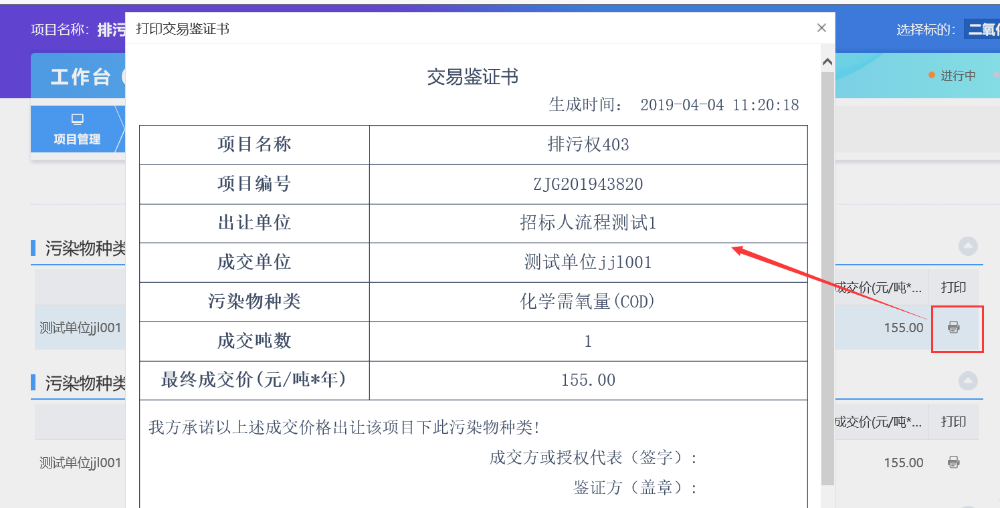 项目名称：排污
选择标的：二氧
打印交易鉴证书
工作台
进行中
项目管理
交易鉴证书
生成时间： 2019-04-04 11:20:18
项目名称 排污权403
项目编号 ZJG201943820
出让单位 招标人流程测试1
成交单位 测试单位jjl001
污染物种类 化学需氧量(COD)
成交吨数 1
最终成交价(元/吨*年) 155.00
我方承诺以上述成交价格出让该项目下此污染物种类!
成交方或授权代表（签字）:
鉴证方（盖章）:
污染物种类
成交价(元/吨*... 打印
测试单位jjl001 155.00
污染物种类
成交价(元/吨*... 打印
测试单位jjl001 155.00